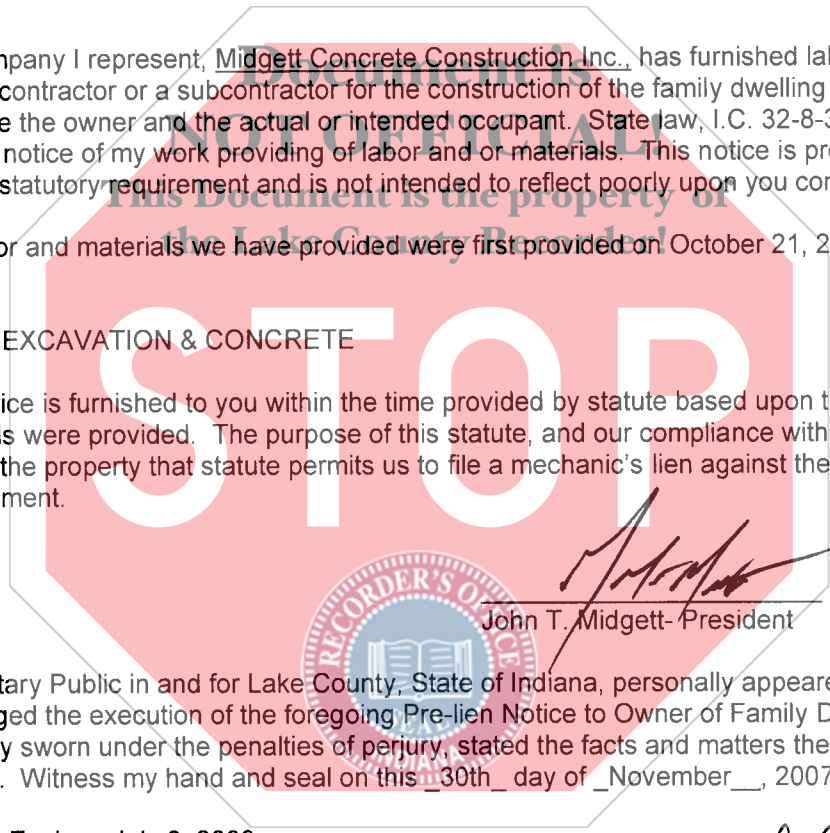 mpany I represent, Midgett Concrete Construction Inc., has furnished lab
contractor or a subcontractor for the construction of the family dwelling
e the owner and the actual or intended occupant. State law, I.C. 32-8-3
notice of my work providing of labor and or materials. This notice is pro
statutory requirement and is not intended to reflect poorly upon you con
or and materials we have provided were first provided on October 21, 2
Document is
NOT OFFICIAL!
This Document is the property of
the Lake County Recorder!
STOP
EXCAVATION & CONCRETE
ice is furnished to you within the time provided by statute based upon t
s were provided. The purpose of this statute, and our compliance with
the property that statute permits us to file a mechanic's lien against the
ment.
John T. Midgett- President
RECORDER'S OFFICE
SEAL
INDIANA
tary Public in and for Lake County, State of Indiana, personally appeare
ged the execution of the foregoing Pre-lien Notice to Owner of Family D
y sworn under the penalties of perjury, stated the facts and matters the
. Witness my hand and seal on this _30th_ day of _November__, 2007